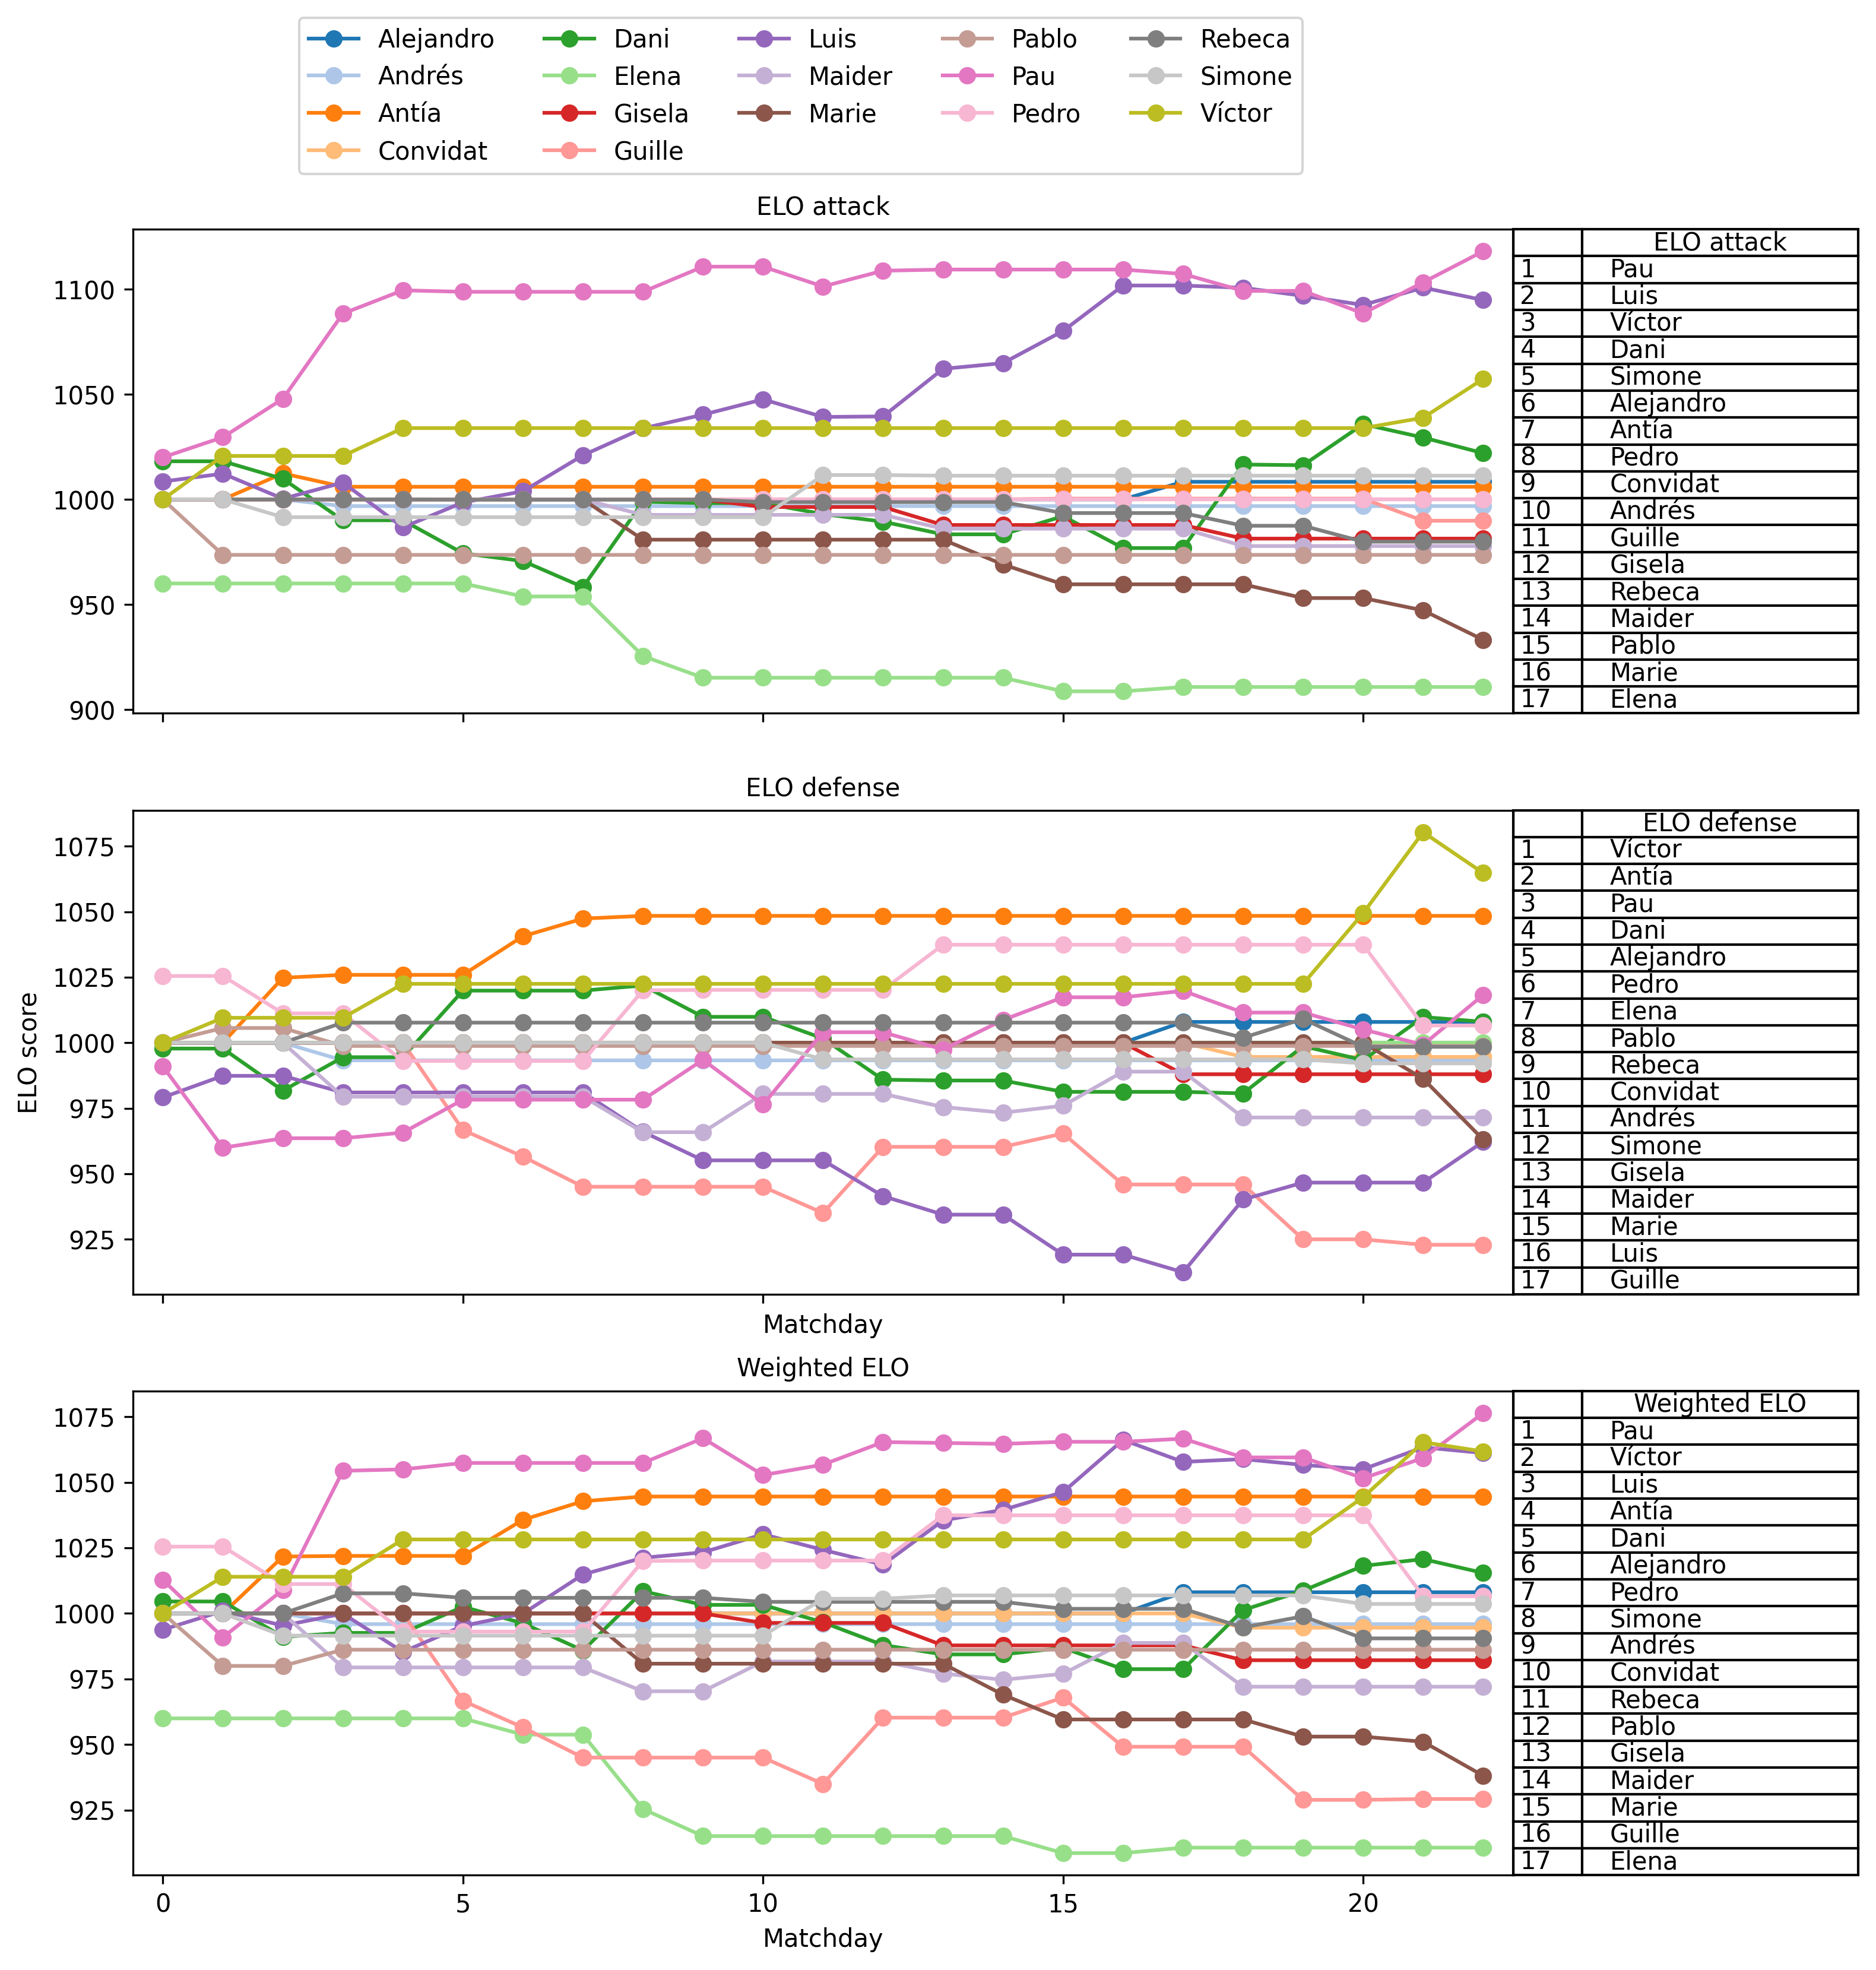 Alejandro Dani Luis Pablo Rebeca
Andrés Elena Maider Pau Simone
Antía Gisela Marie Pedro Víctor
Convidat Guille
ELO attack
ELO attack
1 Pau
2 Luis
3 Víctor
4 Dani
5 Simone
6 Alejandro
7 Antía
8 Pedro
9 Convidat
10 Andrés
11 Guille
12 Gisela
13 Rebeca
14 Maider
15 Pablo
16 Marie
17 Elena
1100
1050
1000
950
900
ELO defense
ELO defense
1 Víctor
2 Antía
3 Pau
4 Dani
5 Alejandro
6 Pedro
7 Elena
8 Pablo
9 Rebeca
10 Convidat
11 Andrés
12 Simone
13 Gisela
14 Maider
15 Marie
16 Luis
17 Guille
1075
1050
1025
1000
975
950
925
ELO score
Matchday
Weighted ELO
Weighted ELO
1 Pau
2 Víctor
3 Luis
4 Antía
5 Dani
6 Alejandro
7 Pedro
8 Simone
9 Andrés
10 Convidat
11 Rebeca
12 Pablo
13 Gisela
14 Maider
15 Marie
16 Guille
17 Elena
1075
1050
1025
1000
975
950
925
0 5 10 15 20
Matchday